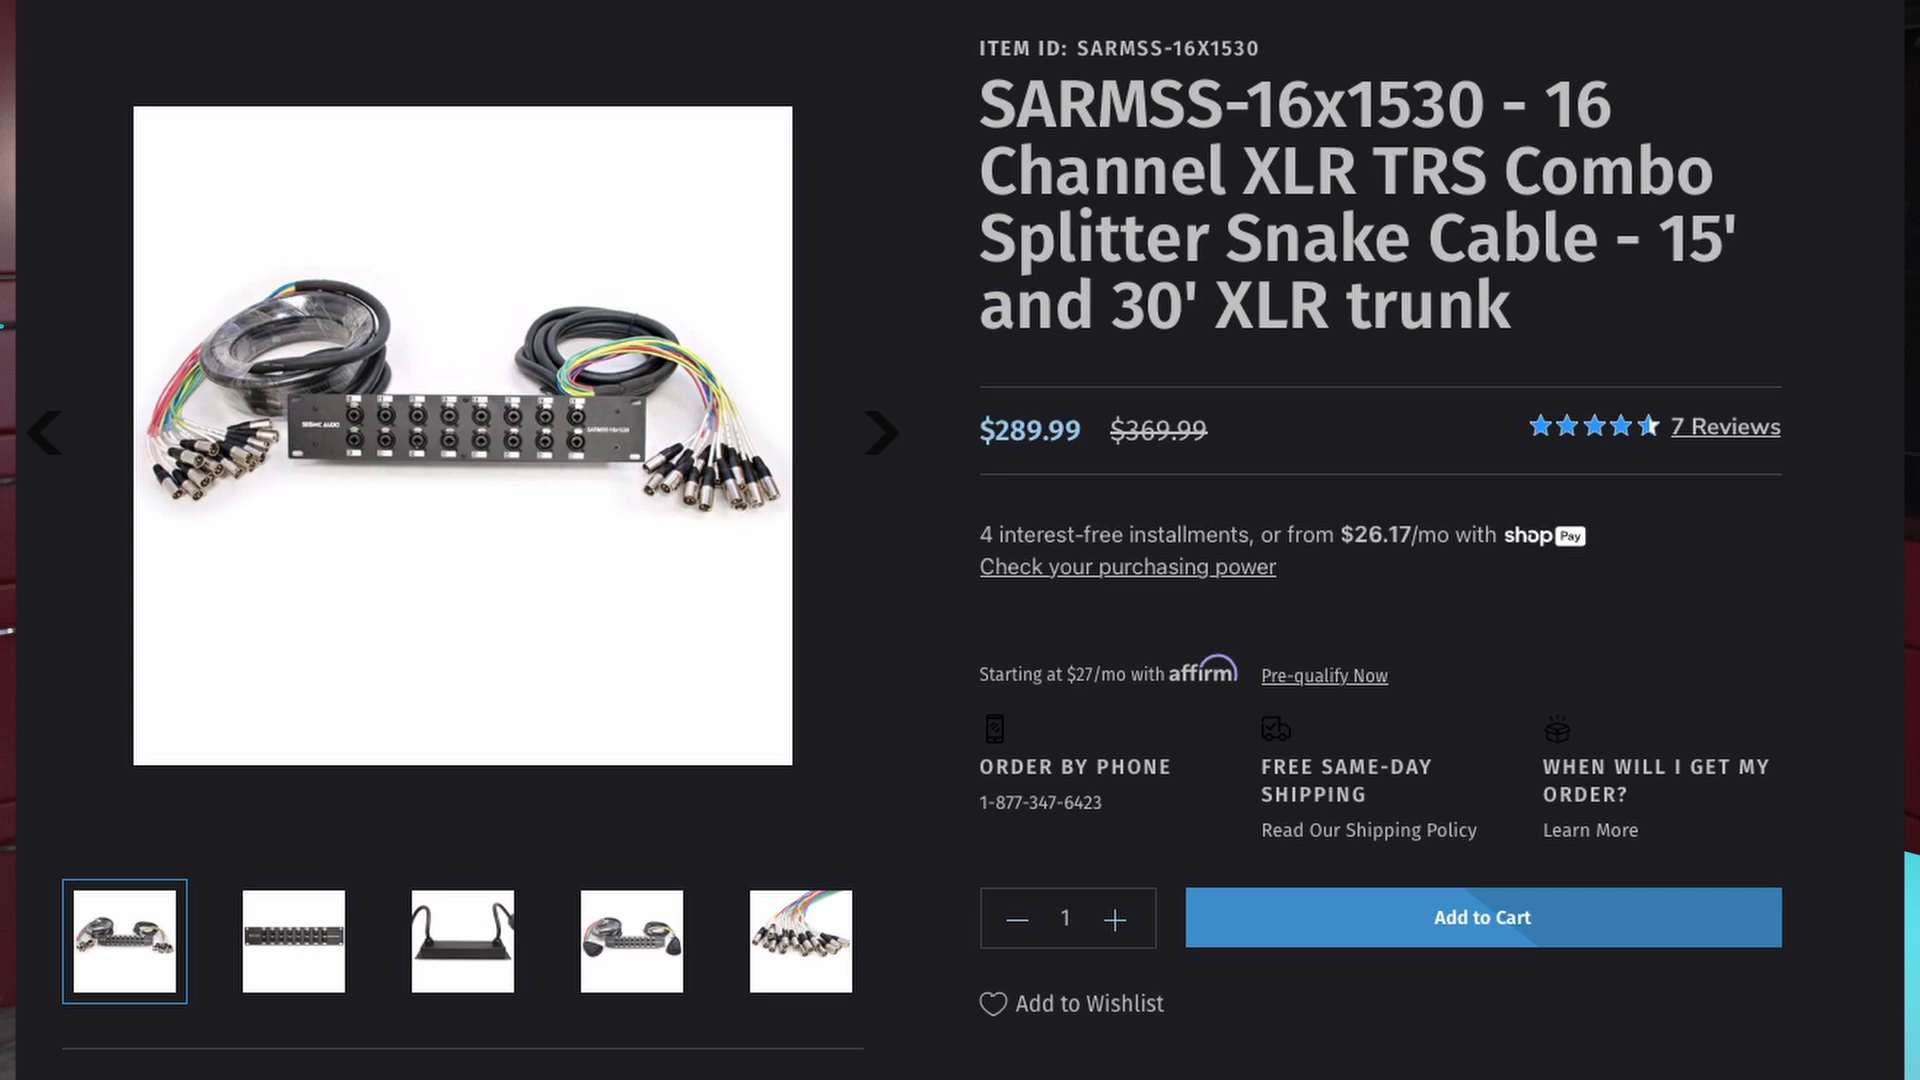 ITEM ID: SARMSS-16X1530
SARMSS-16x1530 - 16
Channel XLR TRS Combo
Splitter Snake Cable - 15'
and 30' XLR trunk
$289.99 $369.99
7 Reviews
4 interest-free installments, or from $26.17/mo with shop Pay
Check your purchasing power
Starting at $27/mo with affirm Pre-qualify Now
ORDER BY PHONE
1-877-347-6423
FREE SAME-DAY
SHIPPING
Read Our Shipping Policy
WHEN WILL I GET MY
ORDER?
Learn More
1
Add to Cart
Add to Wishlist
SEISMIC AUDIO
SARMSS-16x1530